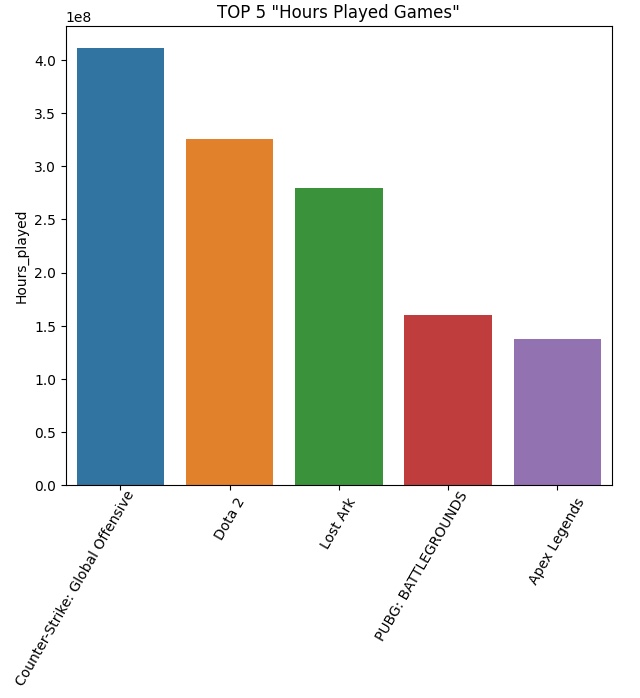 TOP 5 "Hours Played Games"
1e8
4.0
3.5
3.0
2.5
2.0
1.5
1.0
0.5
0.0
Hours_played
Counter-Strike: Global Offensive
Dota 2
Lost Ark
PUBG: BATTLEGROUNDS
Apex Legends